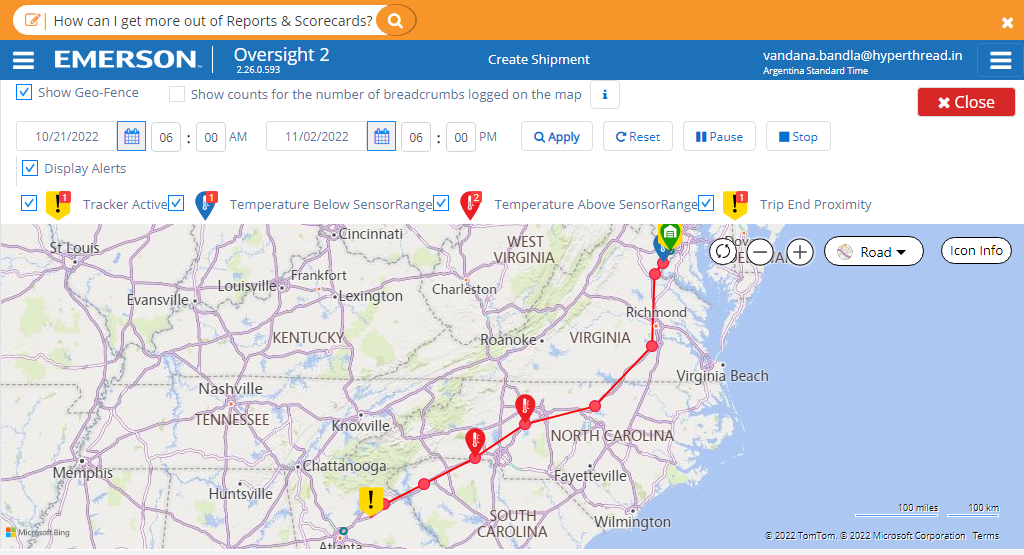 How can I get more out of Reports & Scorecards?
EMERSON
Oversight 2
2.26.0.593
Create Shipment
vandana.bandla@hyperthread.in
Argentina Standard Time
Show Geo-Fence
Show counts for the number of breadcrumbs logged on the map
i
Close
10/21/2022
06 : 00 AM
11/02/2022
06 : 00 PM
Apply
Reset
Pause
Stop
Display Alerts
1 Tracker Active
1 Temperature Below SensorRange
2 Temperature Above SensorRange
1 Trip End Proximity
Cincinnati
St Louis
WEST
VIRGINIA
Dov
Road
Icon Info
Frankfort
Louisville
Lexington
Charleston
Evansville
Richmond
KENTUCKY
Roanoke
VIRGINIA
Virginia Beach
Nashville
TENNESSEE
Knoxville
NORTH CAROLINA
Chattanooga
Memphis
Fayetteville
Huntsville
SOUTH
CAROLINA
Wilmington
100 miles
100 km
Microsoft Bing
Atlanta
© 2022 TomTom, © 2022 Microsoft Corporation Terms